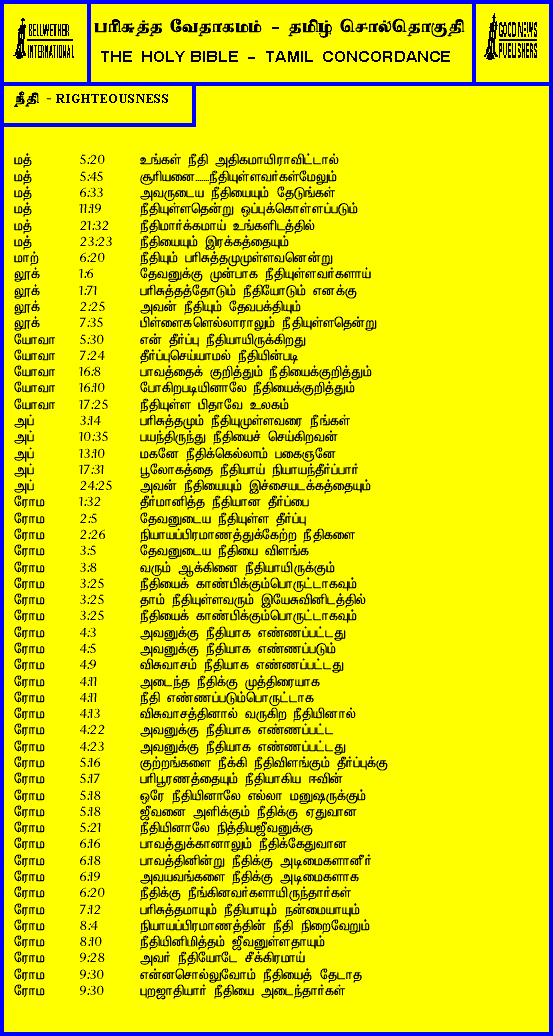 BELLWETHER
INTERNATIONAL
பரிசுத்த வேதாகமம் - தமிழ் சொல்தொகுதி
THE HOLY BIBLE - TAMIL CONCORDANCE
GOOD NEWS
PUBLISHERS
நீதி - RIGHTEOUSNESS
மத் 5:20 உங்கள் நீதி அதிகமாயிராவிட்டால்
மத் 5:45 சூரியனை......நீதியுள்ளவர்கள்மேலும்
மத் 6:33 அவருடைய நீதியையும் தேடுங்கள்
மத் 11:19 நீதியுள்ளதென்று ஒப்புக்கொள்ளப்படும்
மத் 21:32 நீதிமார்க்கமாய் உங்களிடத்தில்
மத் 23:23 நீதியையும் இரக்கத்தையும்
மாற் 6:20 நீதியும் பரிசுத்தமுமுள்ளவனென்று
லூக் 1:6 தேவனுக்கு முன்பாக நீதியுள்ளவர்களாய்
லூக் 1:71 பரிசுத்தத்தோடும் நீதியோடும் எனக்கு
லூக் 2:25 அவன் நீதியும் தேவபக்தியும்
லூக் 7:35 பிள்ளைகளெல்லாராலும் நீதியுள்ளதென்று
யோவா 5:30 என் தீர்ப்பு நீதியாயிருக்கிறது
யோவா 7:24 தீர்ப்புசெய்யாமல் நீதியின்படி
யோவா 16:8 பாவத்தைக் குறித்தும் நீதியைக்குறித்தும்
யோவா 16:10 போகிறபடியினாலே நீதியைக்குறித்தும்
யோவா 17:25 நீதியுள்ள பிதாவே உலகம்
அப் 3:14 பரிசுத்தமும் நீதியுமுள்ளவரை நீங்கள்
அப் 10:35 பயந்திருந்து நீதியைச் செய்கிறவன்
அப் 13:10 மகனே நீதிக்கெல்லாம் பகைஞனே
அப் 17:31 பூலோகத்தை நீதியாய் நியாயந்தீர்ப்பார்
அப் 24:25 அவன் நீதியையும் இச்சையடக்கத்தையும்
ரோம 1:32 தீர்மானித்த நீதியான தீர்ப்பை
ரோம 2:5 தேவனுடைய நீதியுள்ள தீர்ப்பு
ரோம 2:26 நியாயப்பிரமாணத்துக்கேற்ற நீதிகளை
ரோம 3:5 தேவனுடைய நீதியை விளங்க
ரோம 3:8 வரும் ஆக்கினை நீதியாயிருக்கும்
ரோம 3:25 நீதியைக் காண்பிக்கும்பொருட்டாகவும்
ரோம 3:25 தாம் நீதியுள்ளவரும் இயேசுவினிடத்தில்
ரோம 3:25 நீதியைக் காண்பிக்கும்பொருட்டாகவும்
ரோம 4:3 அவனுக்கு நீதியாக எண்ணப்பட்டது
ரோம 4:5 அவனுக்கு நீதியாக எண்ணப்படும்
ரோம 4:9 விசுவாசம் நீதியாக எண்ணப்பட்டது
ரோம 4:11 அடைந்த நீதிக்கு முத்திரையாக
ரோம 4:11 நீதி எண்ணப்படும்பொருட்டாக
ரோம 4:13 விசுவாசத்தினால் வருகிற நீதியினால்
ரோம 4:22 அவனுக்கு நீதியாக எண்ணப்பட்ட
ரோம 4:23 அவனுக்கு நீதியாக எண்ணப்பட்டது
ரோம 5:16 குற்றங்களை நீக்கி நீதிவிளங்கும் தீர்ப்புக்கு
ரோம 5:17 பரிபூரணத்தையும் நீதியாகிய ஈவின்
ரோம 5:18 ஒரே நீதியினாலே எல்லா மனுஷருக்கும்
ரோம 5:18 ஜீவனை அளிக்கும் நீதிக்கு ஏதுவான
ரோம 5:21 நீதியினாலே நித்தியஜீவனுக்கு
ரோம 6:16 பாவத்துக்கானாலும் நீதிக்கேதுவான
ரோம 6:18 பாவத்தினின்று நீதிக்கு அடிமைகளானீர்
ரோம 6:19 அவயவங்களை நீதிக்கு அடிமைகளாக
ரோம 6:20 நீதிக்கு நீங்கினவர்களாயிருந்தார்கள்
ரோம 7:12 பரிசுத்தமாயும் நீதியாயும் நன்மையாயும்
ரோம 8:4 நியாயப்பிரமாணத்தின் நீதி நிறைவேறும்
ரோம 8:10 நீதியினிமித்தம் ஜீவனுள்ளதாயும்
ரோம 9:28 அவர் நீதியோடே சீக்கிரமாய்
ரோம 9:30 என்னசொல்லுவோம் நீதியைத் தேடாத
ரோம 9:30 புறஜாதியார் நீதியை அடைந்தார்கள்